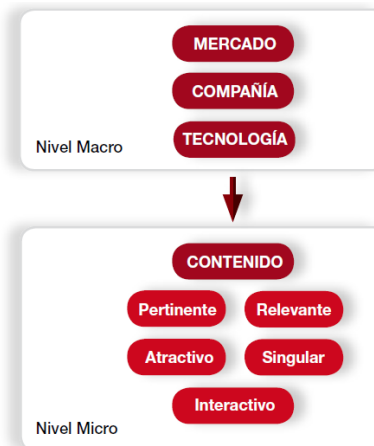 MERCADO
COMPAÑÍA
TECNOLOGÍA
Nivel Macro
CONTENIDO
Pertinente Relevante
Atractivo Singular
Interactivo
Nivel Micro